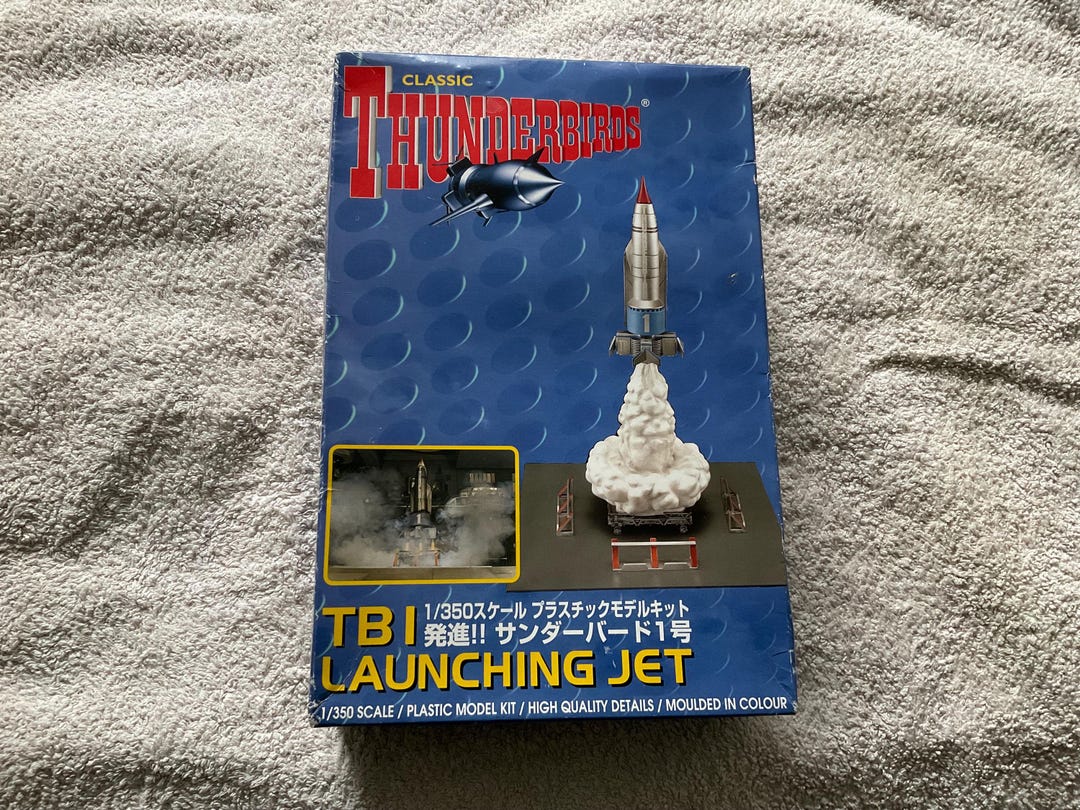 CLASSIC
THUNDERBIRDS®
1
TB1
1/350スケール プラスチックモデルキット
発進!! サンダーバード1号
LAUNCHING JET
1/350 SCALE / PLASTIC MODEL KIT / HIGH QUALITY DETAILS / MOULDED IN COLOUR